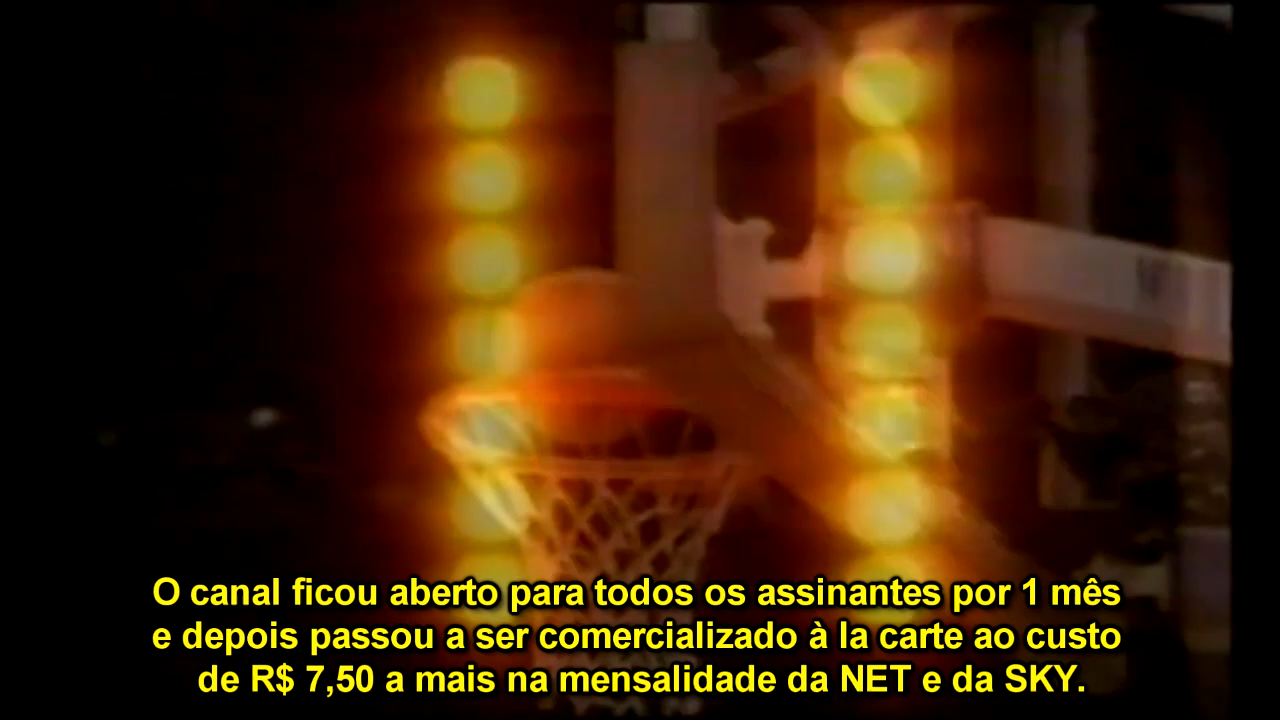 O canal ficou aberto para todos os assinantes por 1 mês
e depois passou a ser comercializado à la carte ao custo
de R$ 7,50 a mais na mensalidade da NET e da SKY.